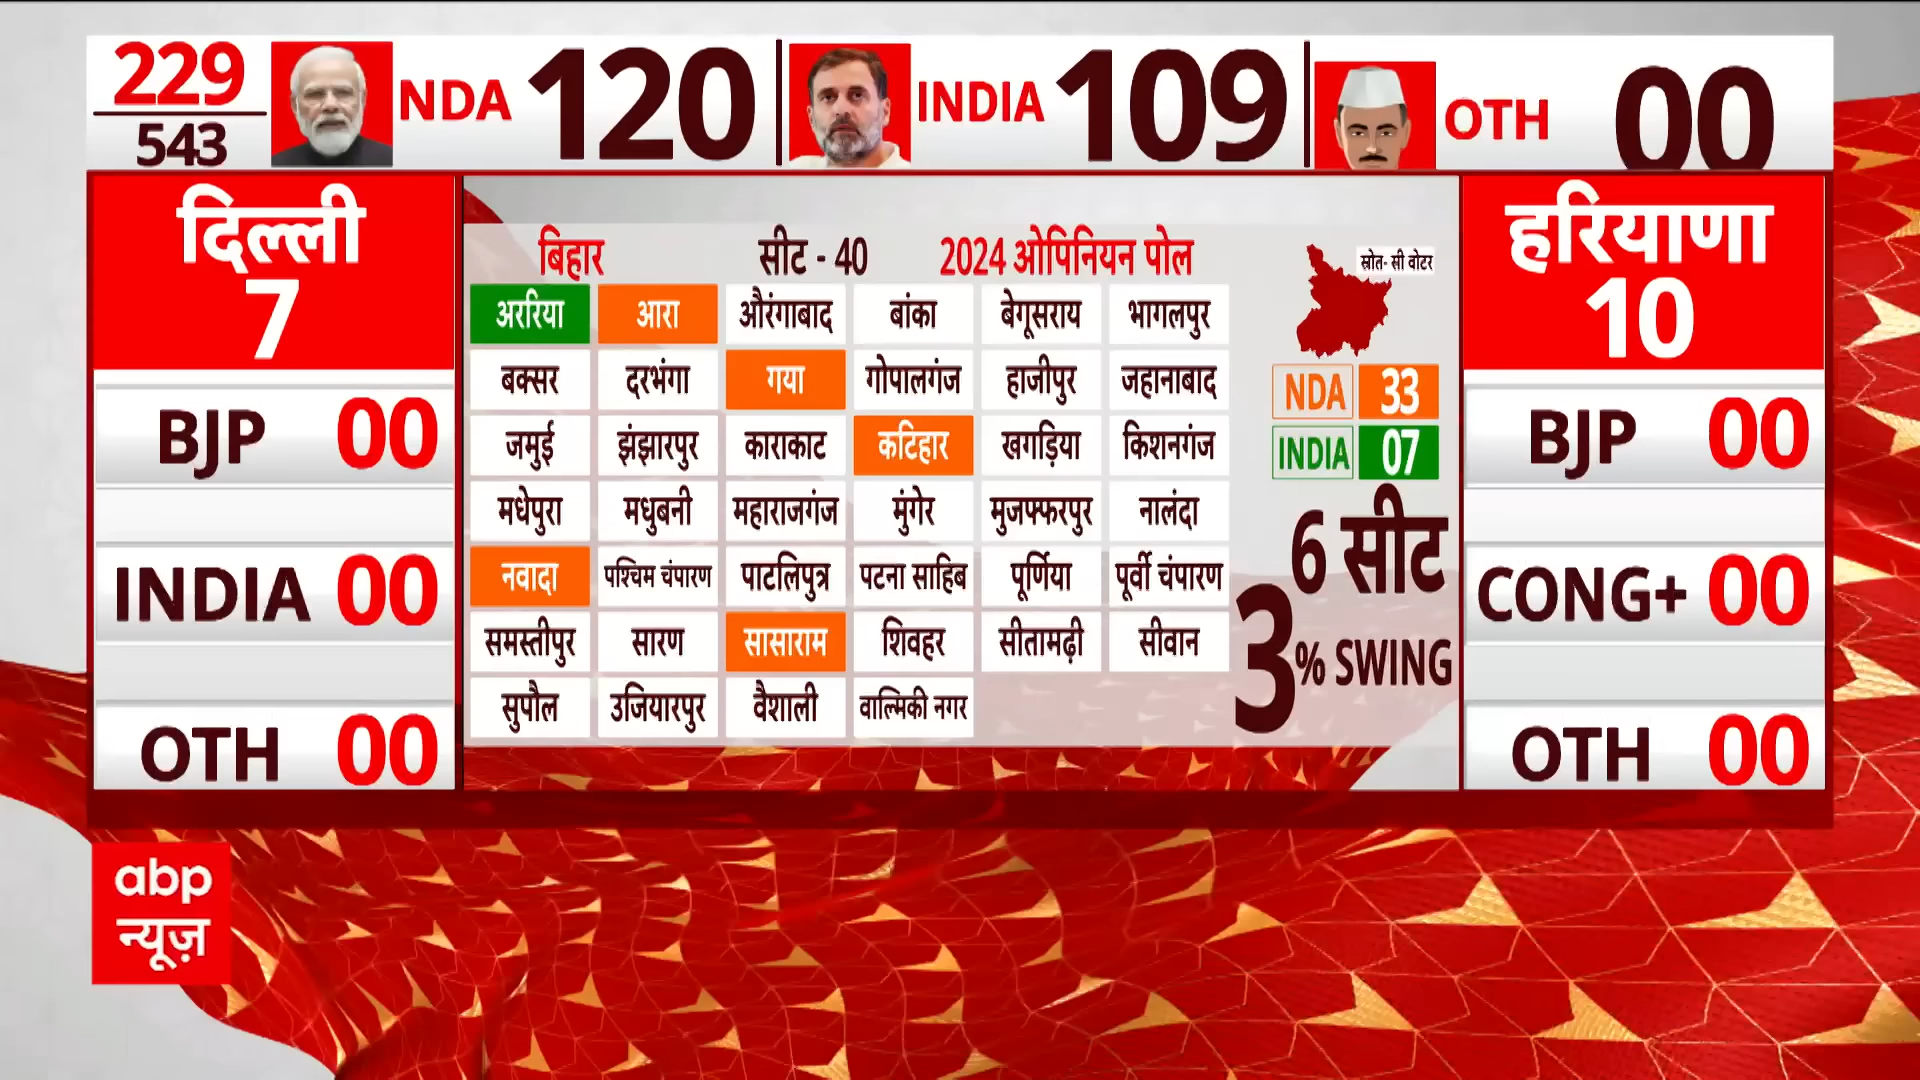 229
543
NDA 120
INDIA 109
OTH 00
दिल्ली
7
BJP 00
INDIA 00
OTH 00
बिहार सीट - 40 2024 ओपिनियन पोल
स्रोत- सी वोटर
अररिया आरा औरंगाबाद बांका बेगूसराय भागलपुर
बक्सर दरभंगा गया गोपालगंज हाजीपुर जहानाबाद
जमुई झंझारपुर काराकाट कटिहार खगड़िया किशनगंज
मधेपुरा मधुबनी महाराजगंज मुंगेर मुजफ्फरपुर नालंदा
नवादा पश्चिम चंपारण पाटलिपुत्र पटना साहिब पूर्णिया पूर्वी चंपारण
समस्तीपुर सारण सासाराम शिवहर सीतामढ़ी सीवान
सुपौल उजियारपुर वैशाली वाल्मिकी नगर
NDA 33
INDIA 07
6 सीट
3% SWING
हरियाणा
10
BJP 00
CONG+ 00
OTH 00
abp
न्यूज़